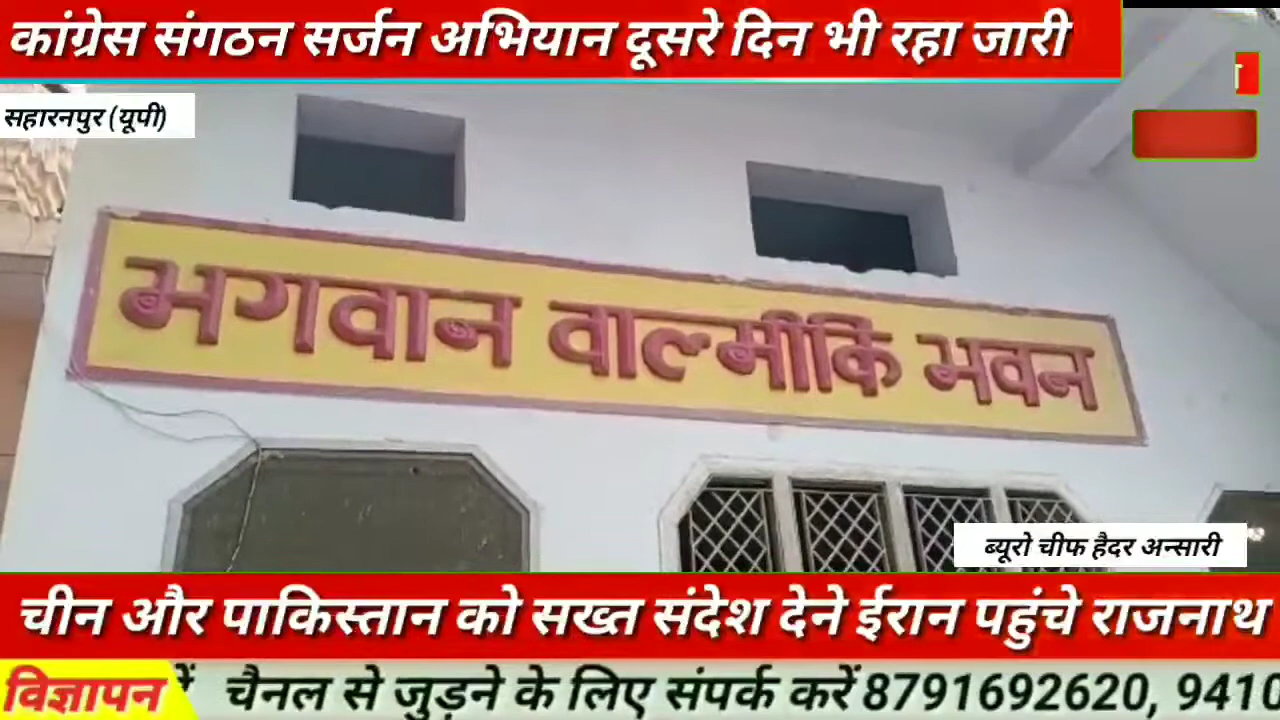 कांग्रेस संगठन सर्जन अभियान दूसरे दिन भी रहा जारी
सहारनपुर (यूपी)
भगवान वाल्मीकि भवन
ब्यूरो चीफ हैदर अन्सारी
चीन और पाकिस्तान को सख्त संदेश देने ईरान पहुंचे राजनाथ
विज्ञापन चैनल से जुड़ने के लिए संपर्क करें 8791692620, 9410